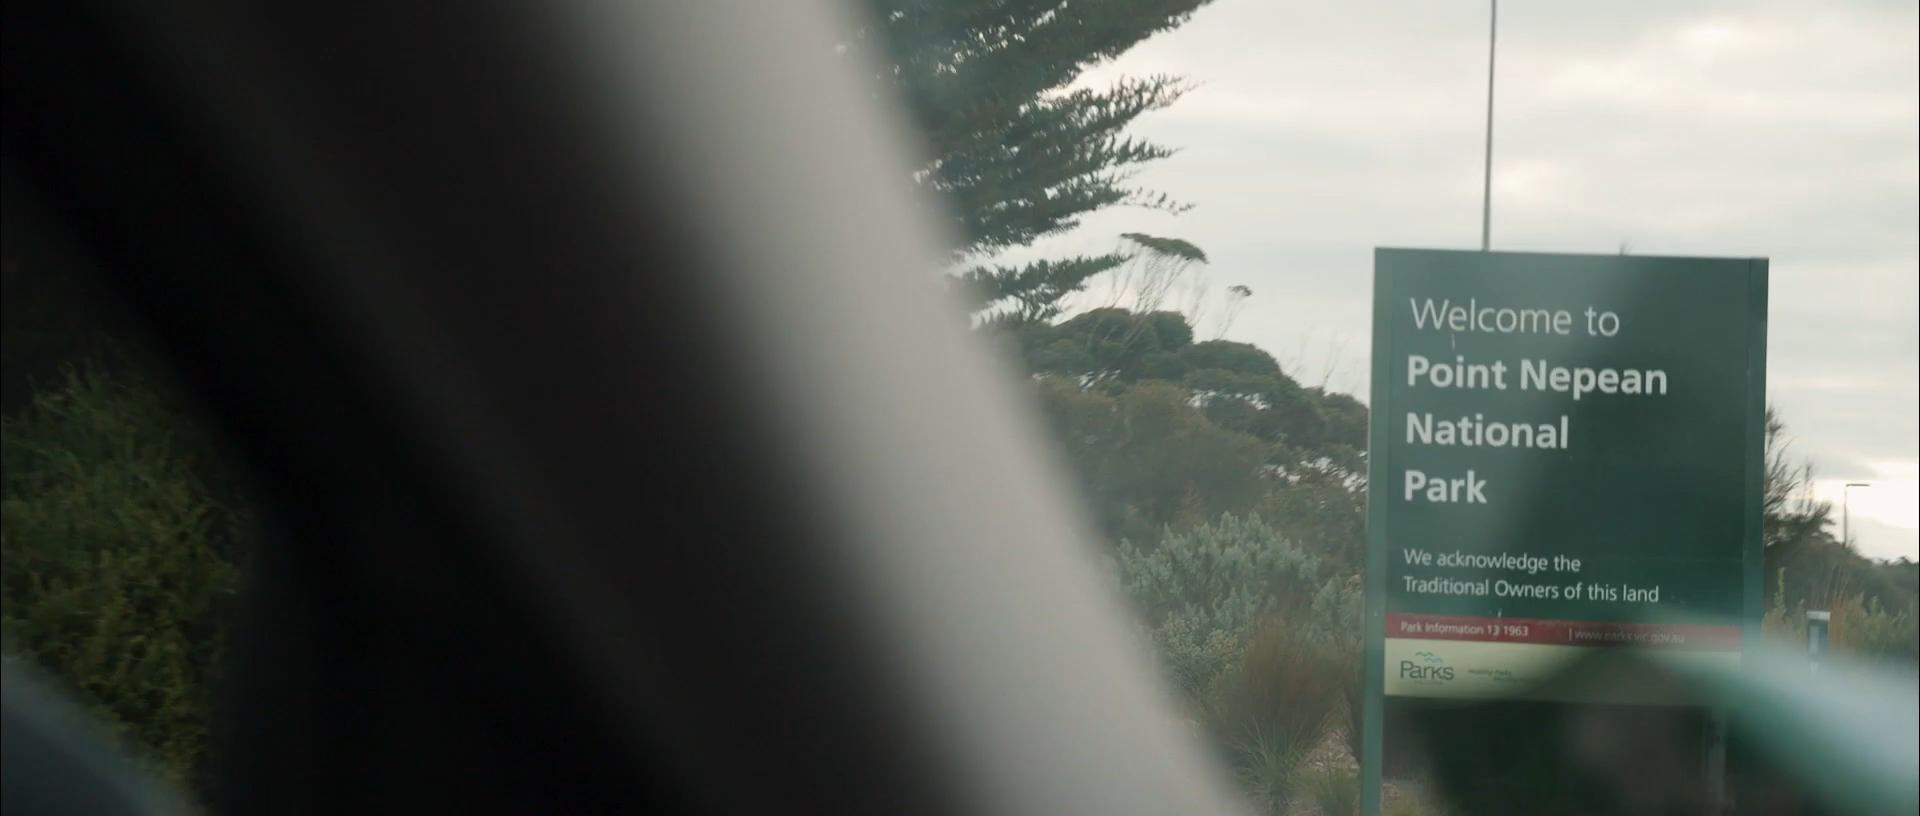 Welcome to
Point Nepean
National
Park
We acknowledge the
Traditional Owners of this land
Park Information 13 1963 | www.parks.vic.gov.au
Parks